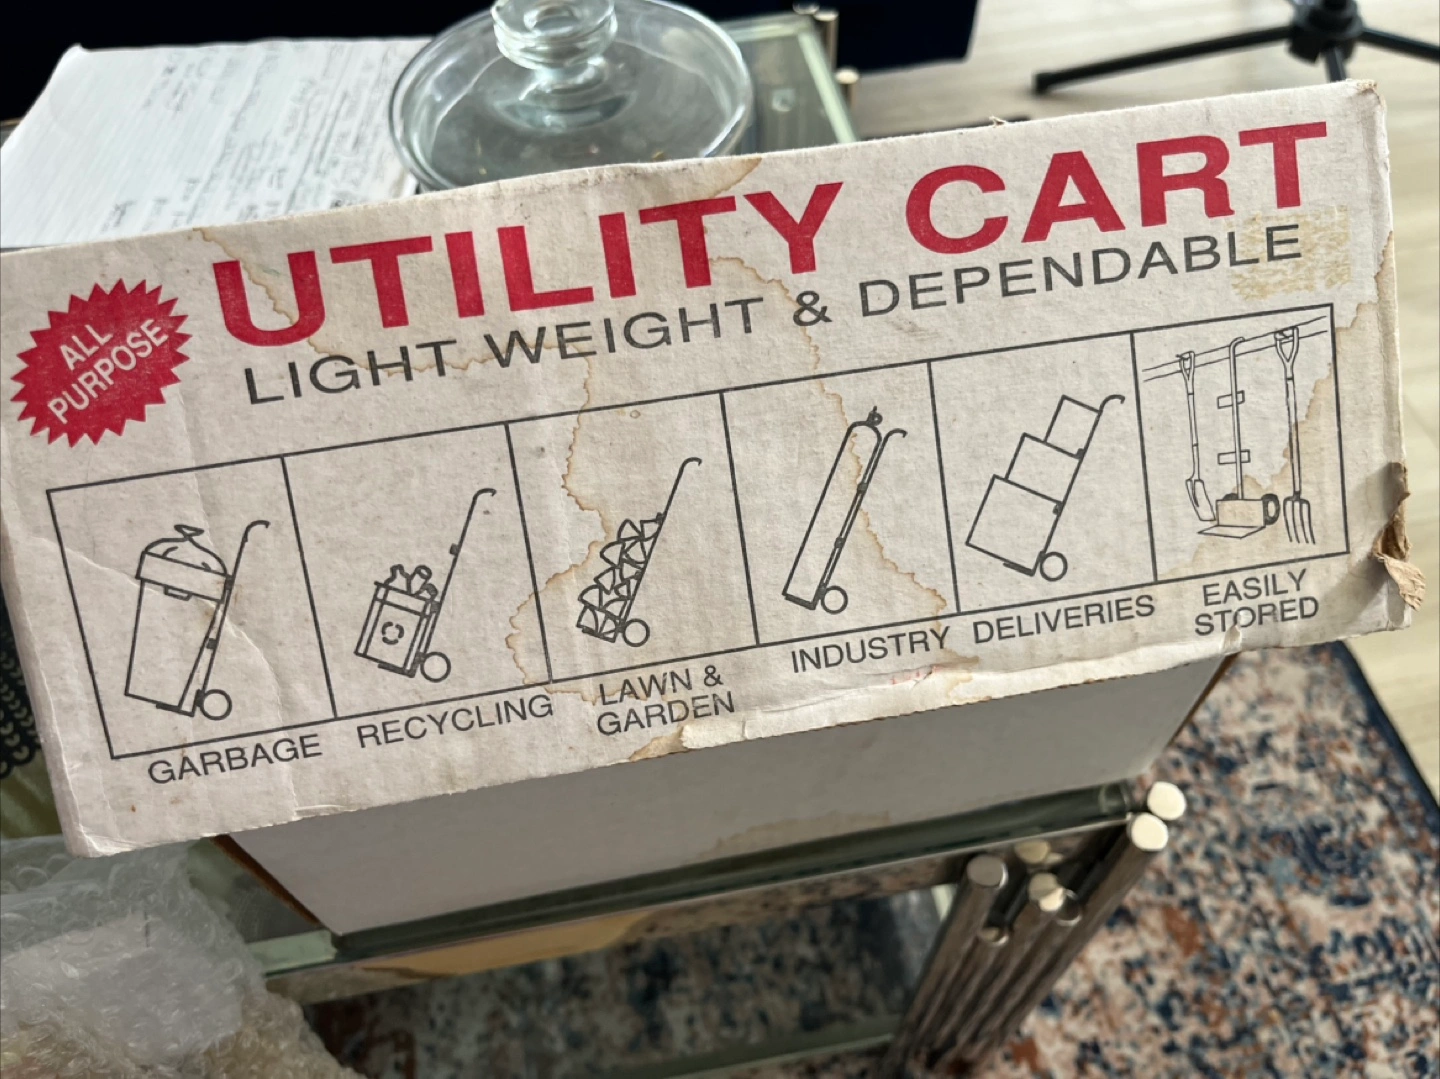 UTILITY CART
LIGHT WEIGHT & DEPENDABLE
ALL
PURPOSE
GARBAGE
RECYCLING
LAWN &
GARDEN
INDUSTRY
DELIVERIES
EASILY
STORED